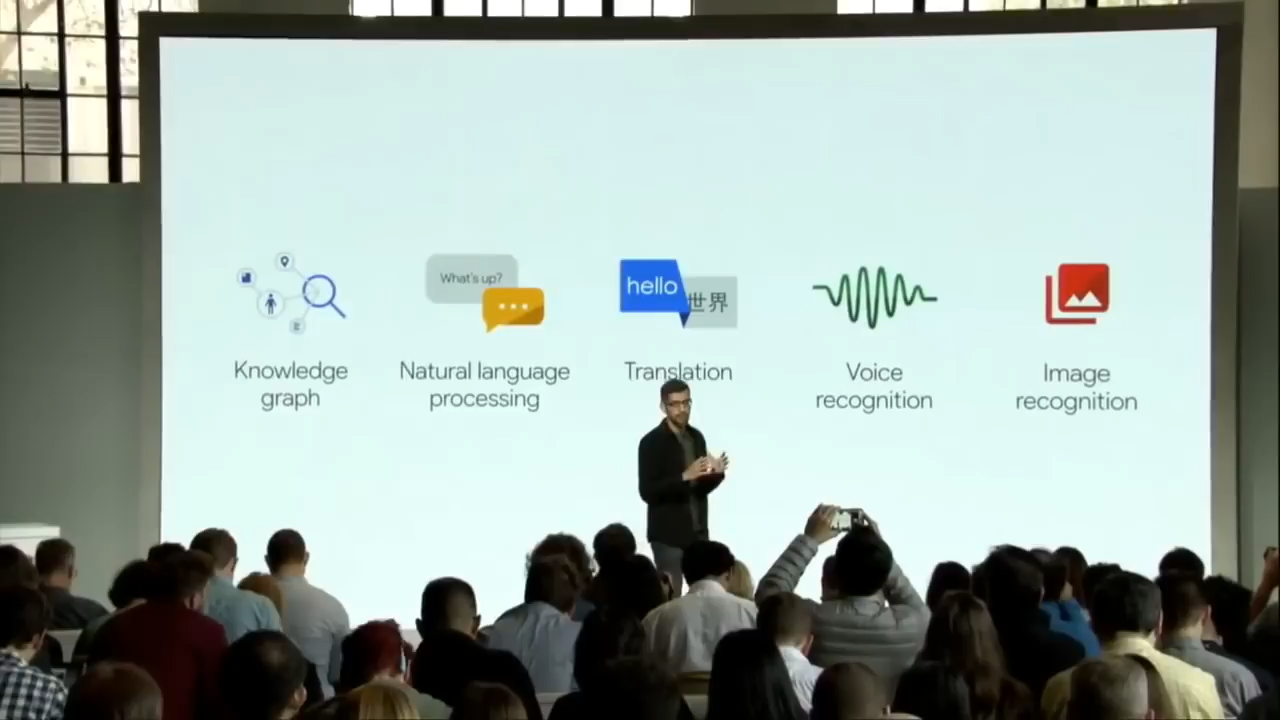 What's up?
hello
世界
Knowledge
graph
Natural language
processing
Translation
Voice
recognition
Image
recognition